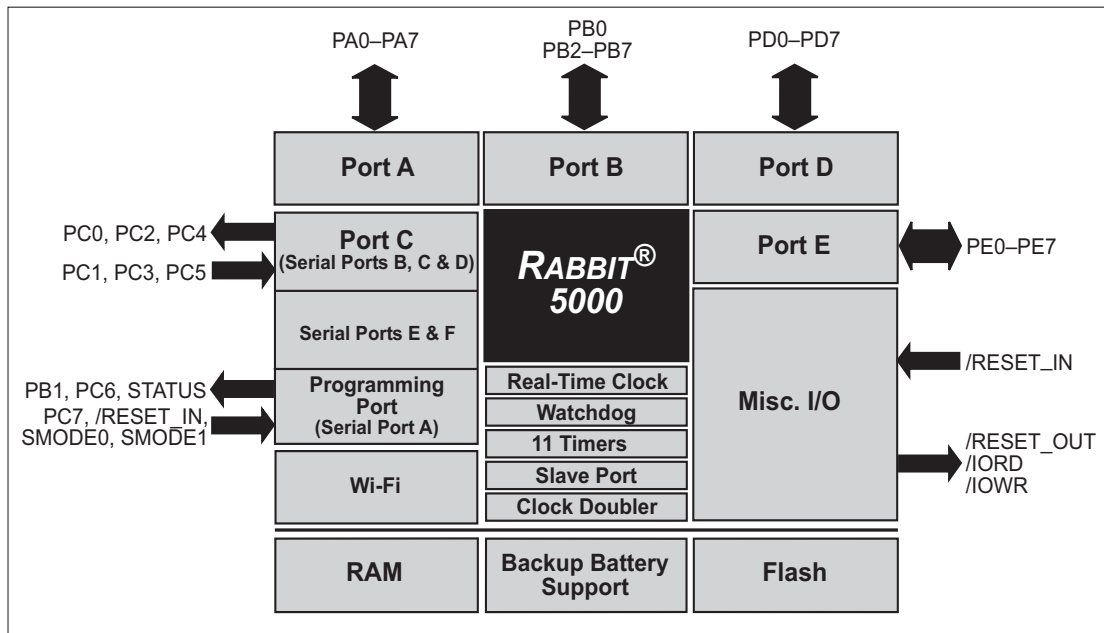 PA0–PA7
PB0
PB2–PB7
PD0–PD7
Port A
Port B
Port D
PC0, PC2, PC4
PC1, PC3, PC5
Port C
(Serial Ports B, C & D)
RABBIT®
5000
Port E
PE0–PE7
Serial Ports E & F
PB1, PC6, STATUS
PC7, /RESET_IN,
SMODE0, SMODE1
Programming
Port
(Serial Port A)
Real-Time Clock
Watchdog
11 Timers
Slave Port
Clock Doubler
Misc. I/O
/RESET_IN
/RESET_OUT
/IORD
/IOWR
Wi-Fi
RAM
Backup Battery
Support
Flash